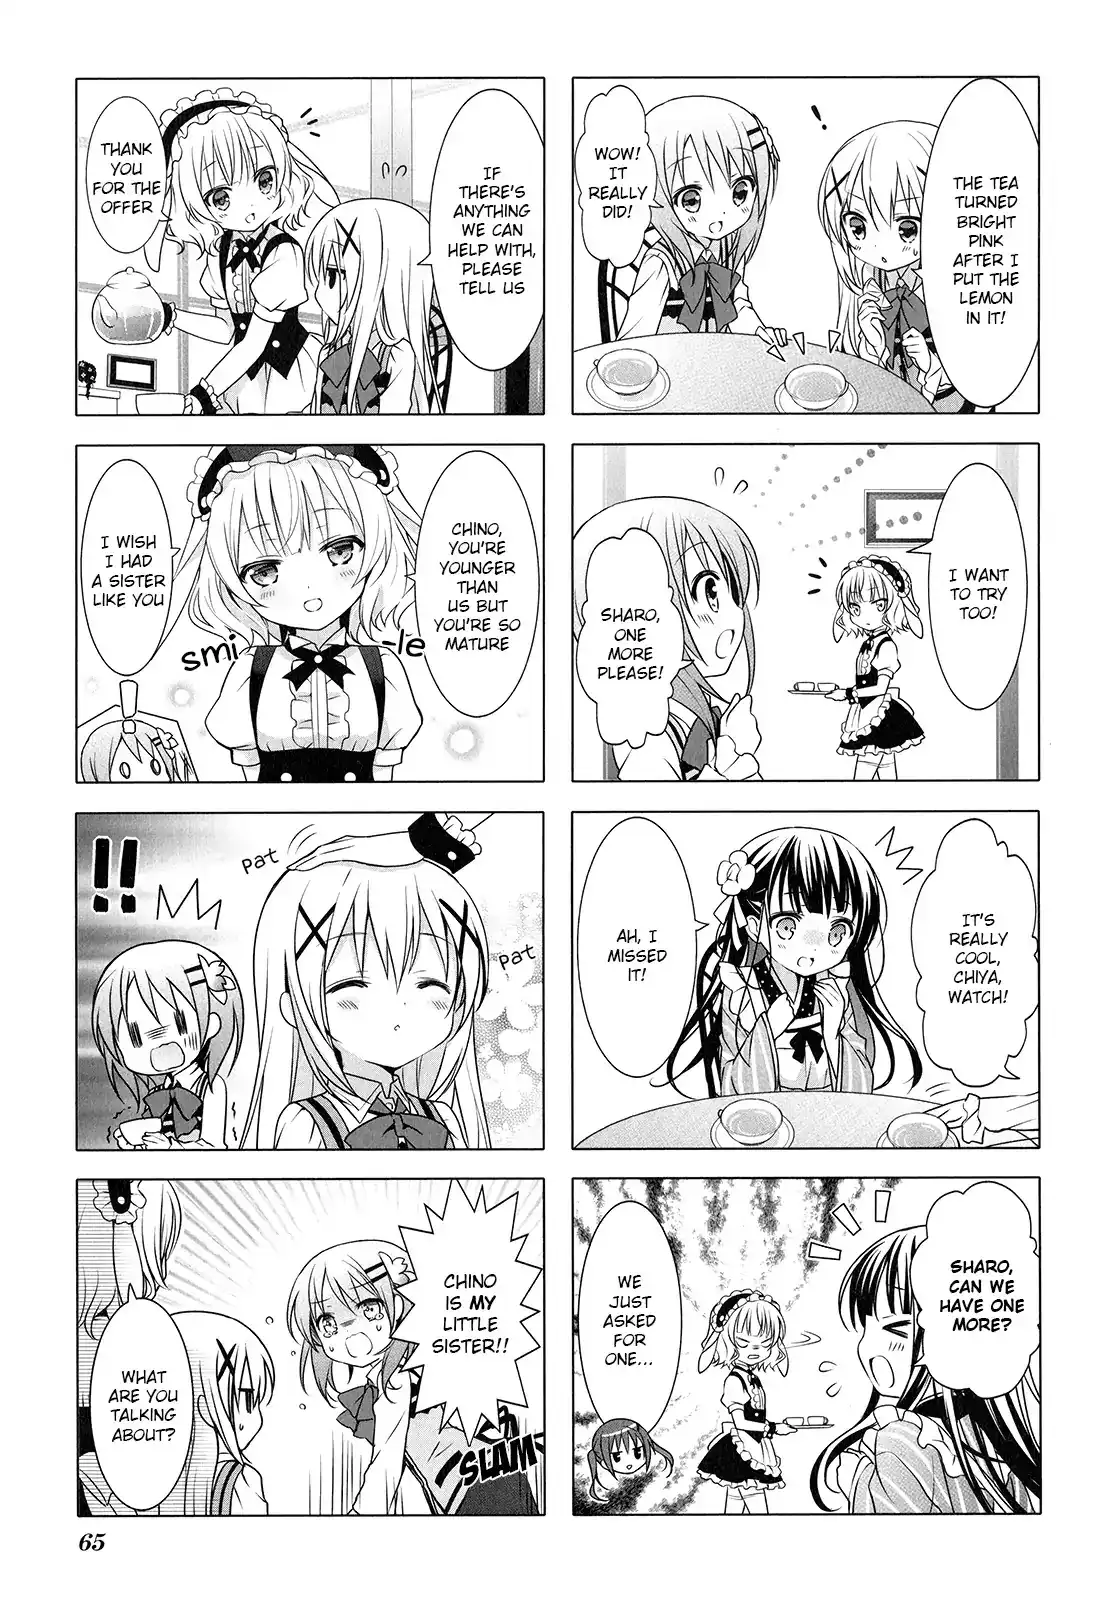 THE TEA
TURNED
BRIGHT
PINK
AFTER I
PUT THE
LEMON
IN IT!
!
WOW!
IT
REALLY
DID!
I WANT
TO TRY
TOO!
SHARO,
ONE
MORE
PLEASE!
IT'S
REALLY
COOL,
CHIYA,
WATCH!
AH, I
MISSED
IT!
SHARO,
CAN WE
HAVE ONE
MORE?
WE
JUST
ASKED
FOR
ONE...
IF
THERE'S
ANYTHING
WE CAN
HELP WITH,
PLEASE
TELL US
THANK
YOU
FOR THE
OFFER
CHINO,
YOU'RE
YOUNGER
THAN
US BUT
YOU'RE SO
MATURE
I WISH
I HAD
A SISTER
LIKE YOU
smi
-le
!
pat
pat
!!
CHINO
IS MY
LITTLE
SISTER!!
SLAM
WHAT
ARE YOU
TALKING
ABOUT?
65